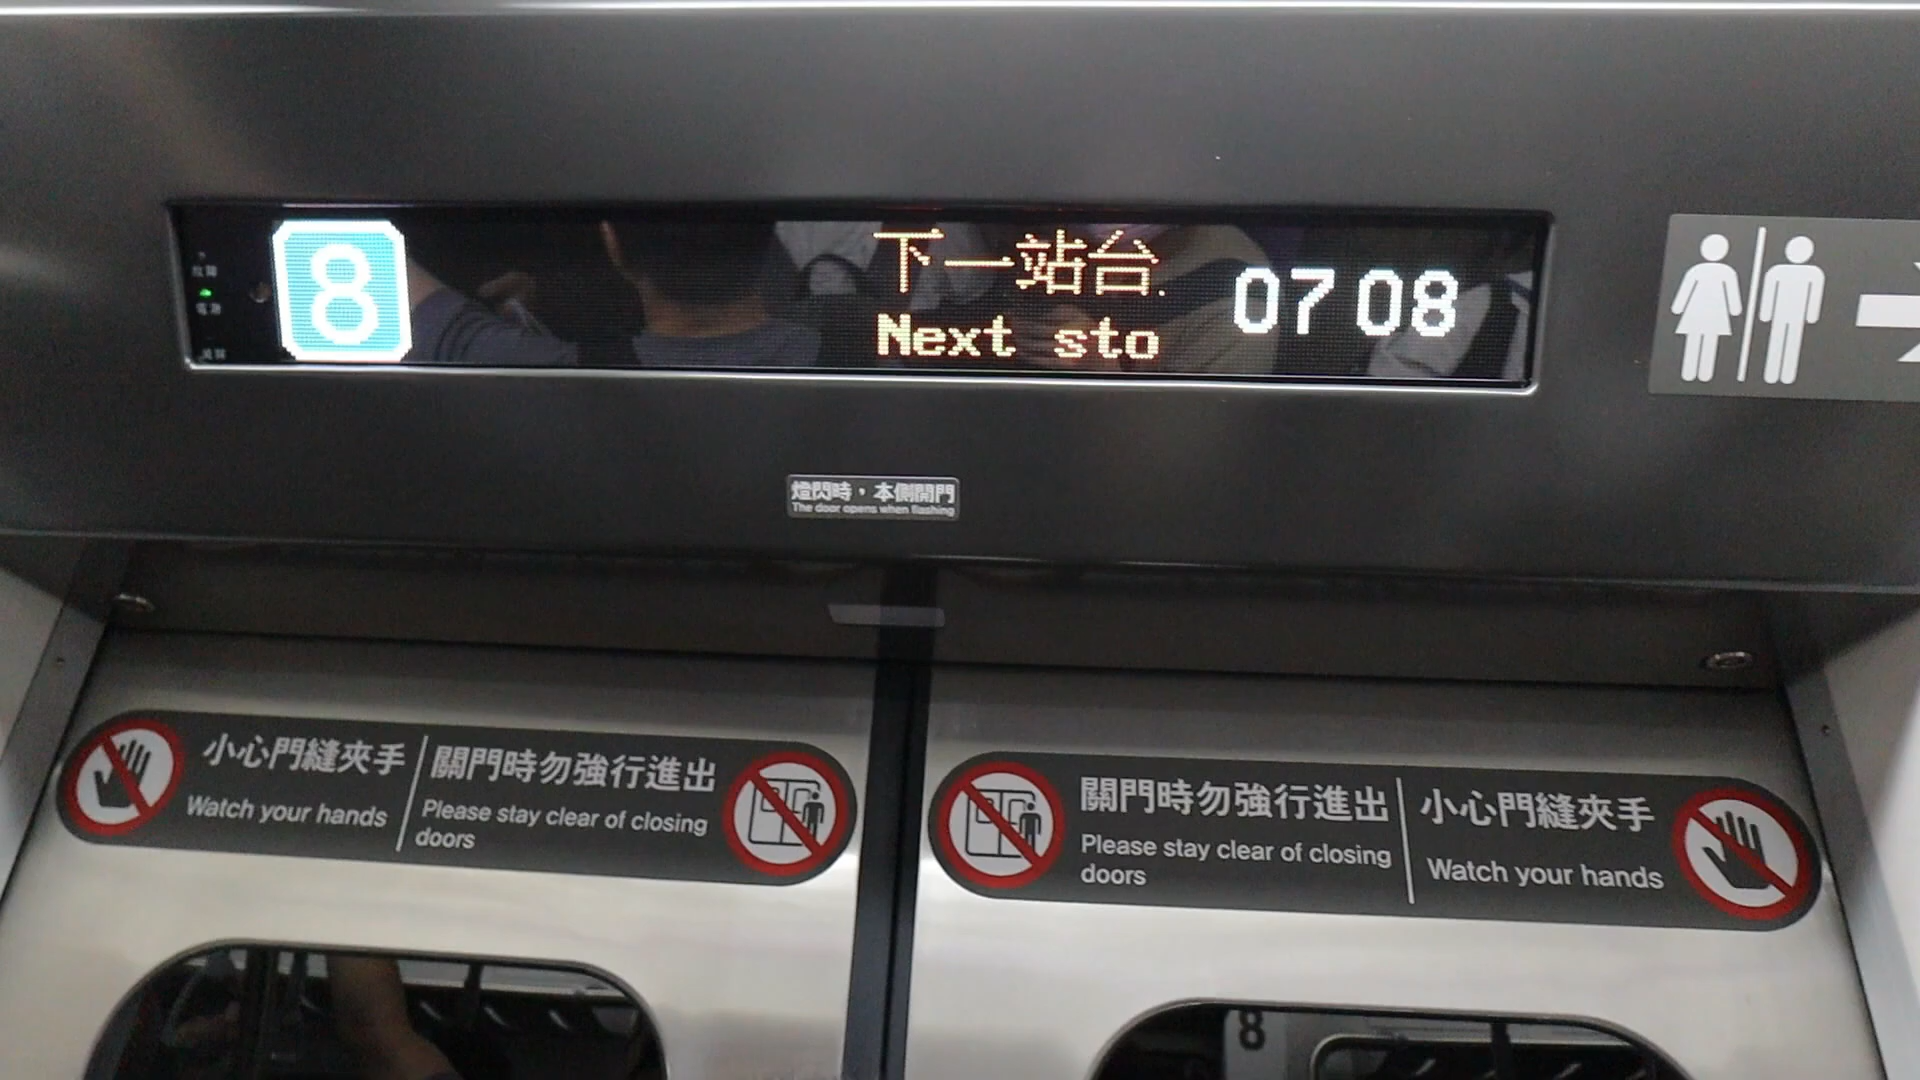 8
下一站台
Next sto
07 08
燈閃時，本側開門
The door opens when flashing
小心門縫夾手
Watch your hands
關門時勿強行進出
Please stay clear of closing
doors
關門時勿強行進出
Please stay clear of closing
doors
小心門縫夾手
Watch your hands
8